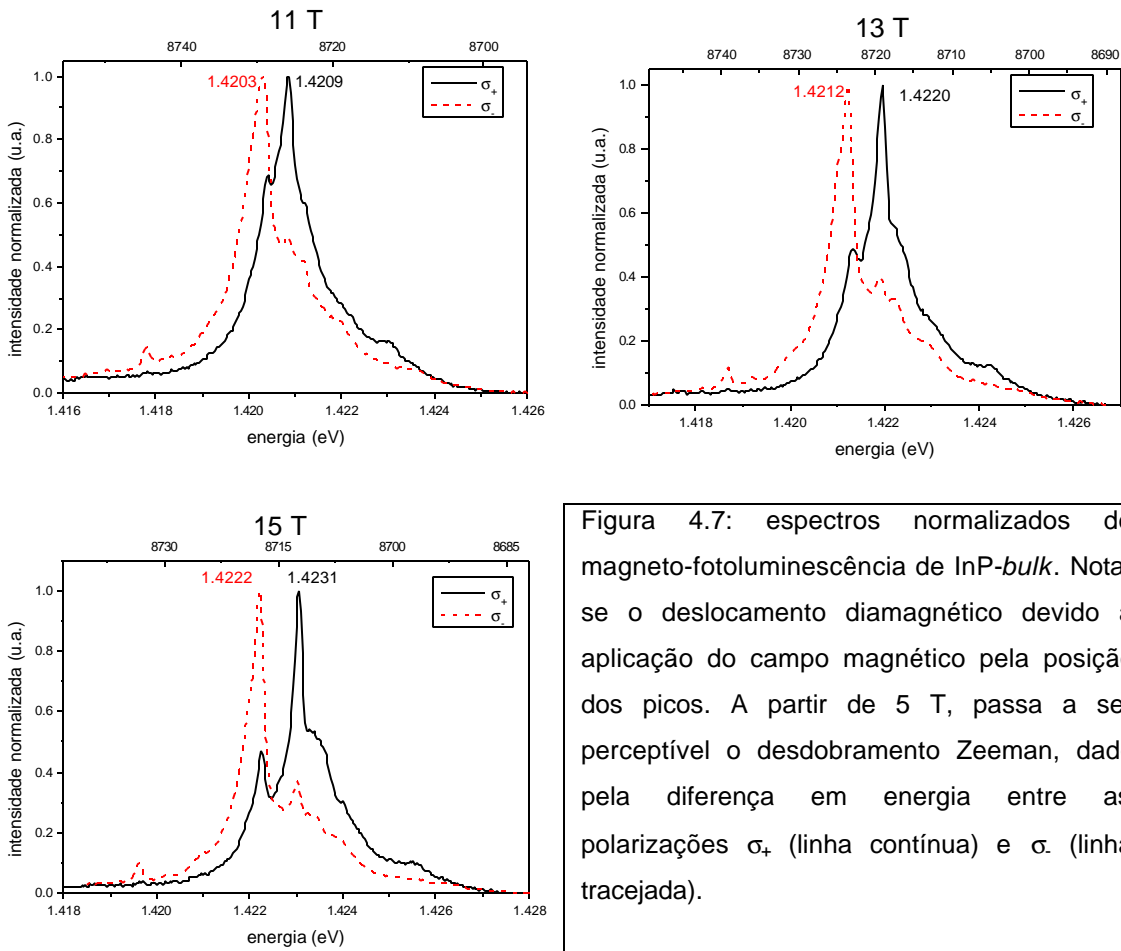 11 T
8740 8720 8700
1.4203 1.4209
σ+
σ-
1.0
0.8
0.6
0.4
0.2
0.0
intensidade normalizada (u.a.)
1.416 1.418 1.420 1.422 1.424 1.426
energia (eV)
13 T
8740 8730 8720 8710 8700 8690
1.4212 1.4220
σ+
σ-
1.0
0.8
0.6
0.4
0.2
0.0
intensidade normalizada (u.a.)
1.418 1.420 1.422 1.424 1.426
energia (eV)
15 T
8730 8715 8700 8685
1.4222 1.4231
σ+
σ-
1.0
0.8
0.6
0.4
0.2
0.0
intensidade normalizada (u.a.)
1.418 1.420 1.422 1.424 1.426 1.428
energia (eV)
Figura 4.7: espectros normalizados de
magneto-fotoluminescência de InP-bulk. Nota-
se o deslocamento diamagnético devido à
aplicação do campo magnético pela posição
dos picos. A partir de 5 T, passa a se
perceptível o desdobramento Zeeman, dad
pela diferença em energia entre as
polarizações σ+ (linha contínua) e σ- (linha
tracejada).